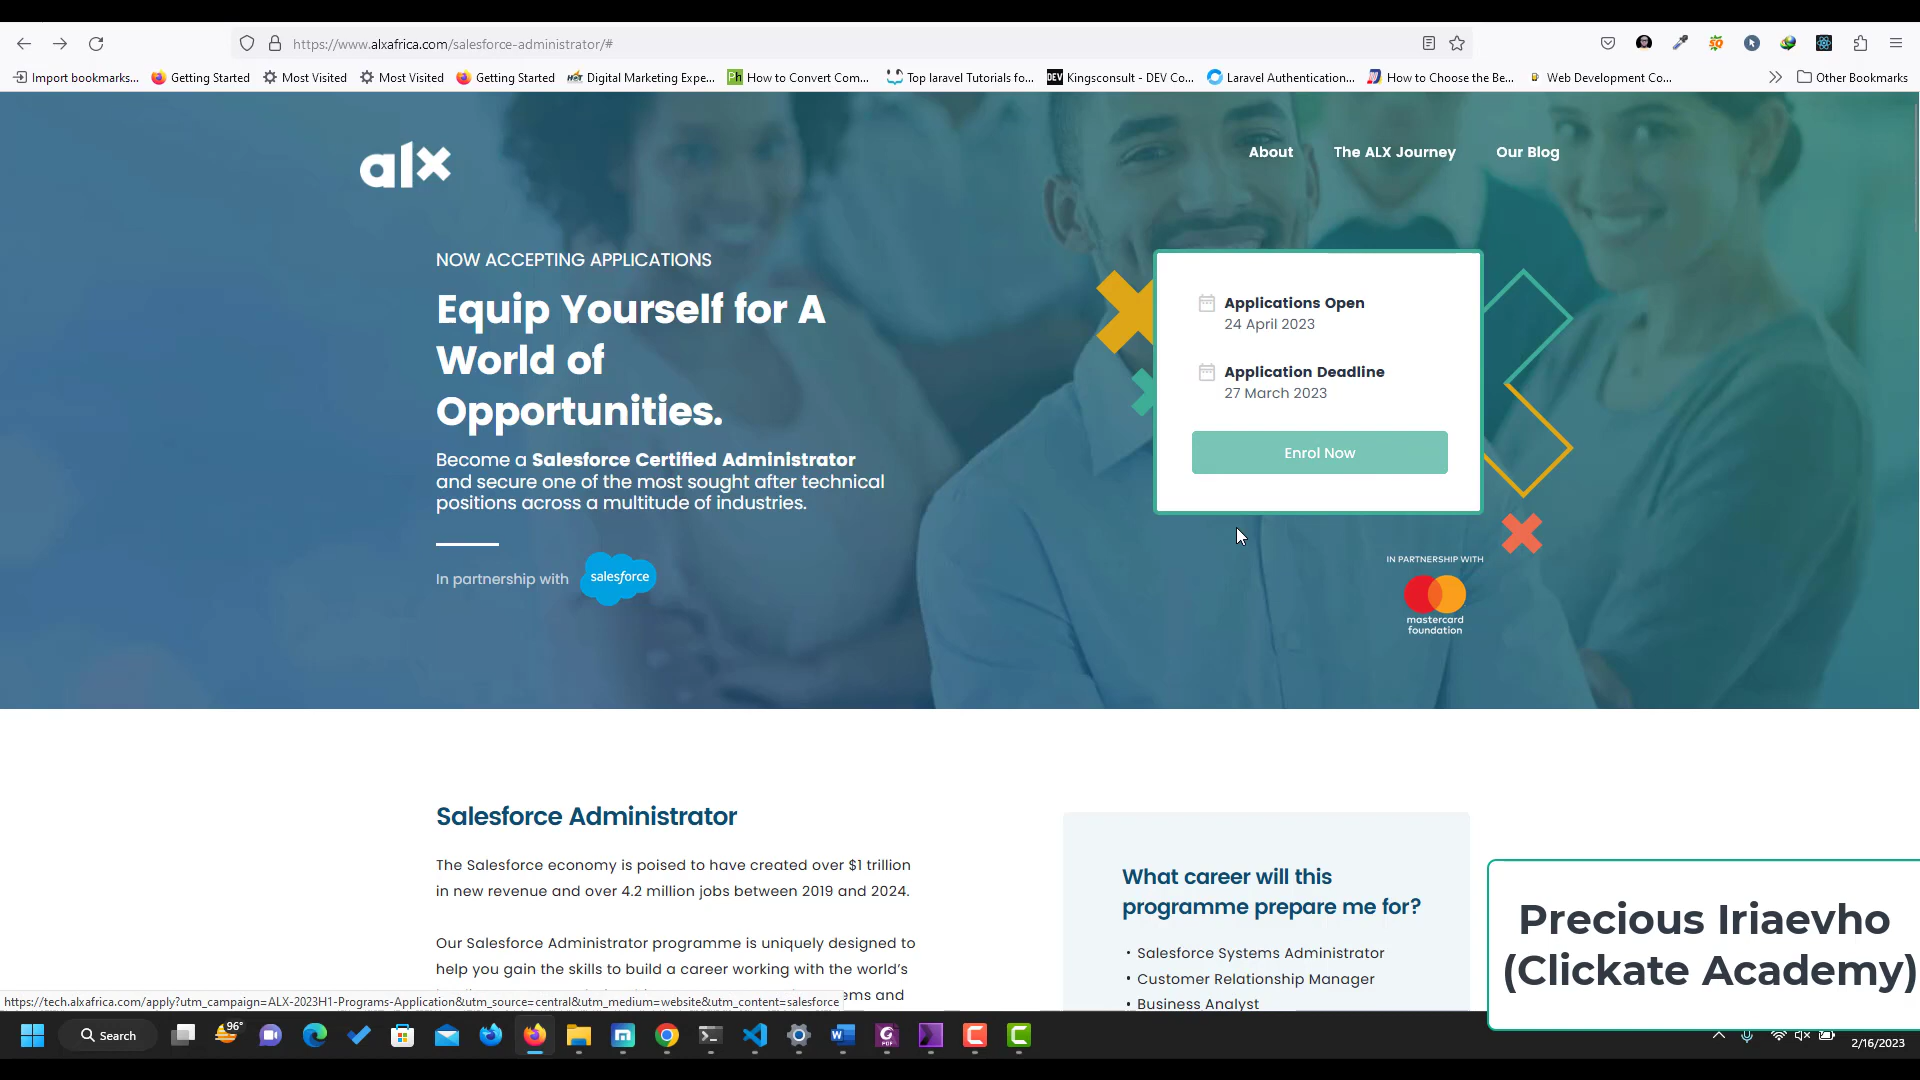 https://www.alxafrica.com/salesforce-administrator/#
Import bookmarks...
Getting Started
Most Visited
Most Visited
Getting Started
Digital Marketing Expe...
How to Convert Com...
Top laravel Tutorials fo...
DEV Kingsconsult - DEV Co...
Laravel Authentication...
How to Choose the Be...
Web Development Co...
Other Bookmarks
alx
About
The ALX Journey
Our Blog
NOW ACCEPTING APPLICATIONS
Equip Yourself for A
World of
Opportunities.
Become a Salesforce Certified Administrator
and secure one of the most sought after technical
positions across a multitude of industries.
In partnership with
salesforce
Applications Open
24 April 2023
Application Deadline
27 March 2023
Enrol Now
IN PARTNERSHIP WITH
mastercard
foundation
Salesforce Administrator
The Salesforce economy is poised to have created over $1 trillion
in new revenue and over 4.2 million jobs between 2019 and 2024.
Our Salesforce Administrator programme is uniquely designed to
help you gain the skills to build a career working with the world’s
ems and
What career will this
programme prepare me for?
• Salesforce Systems Administrator
• Customer Relationship Manager
• Business Analyst
Precious Iriaevho
(Clickate Academy)
https://tech.alxafrica.com/apply?utm_campaign=ALX-2023H1-Programs-Application&utm_source=central&utm_medium=website&utm_content=salesforce
Search
96°
2/16/2023